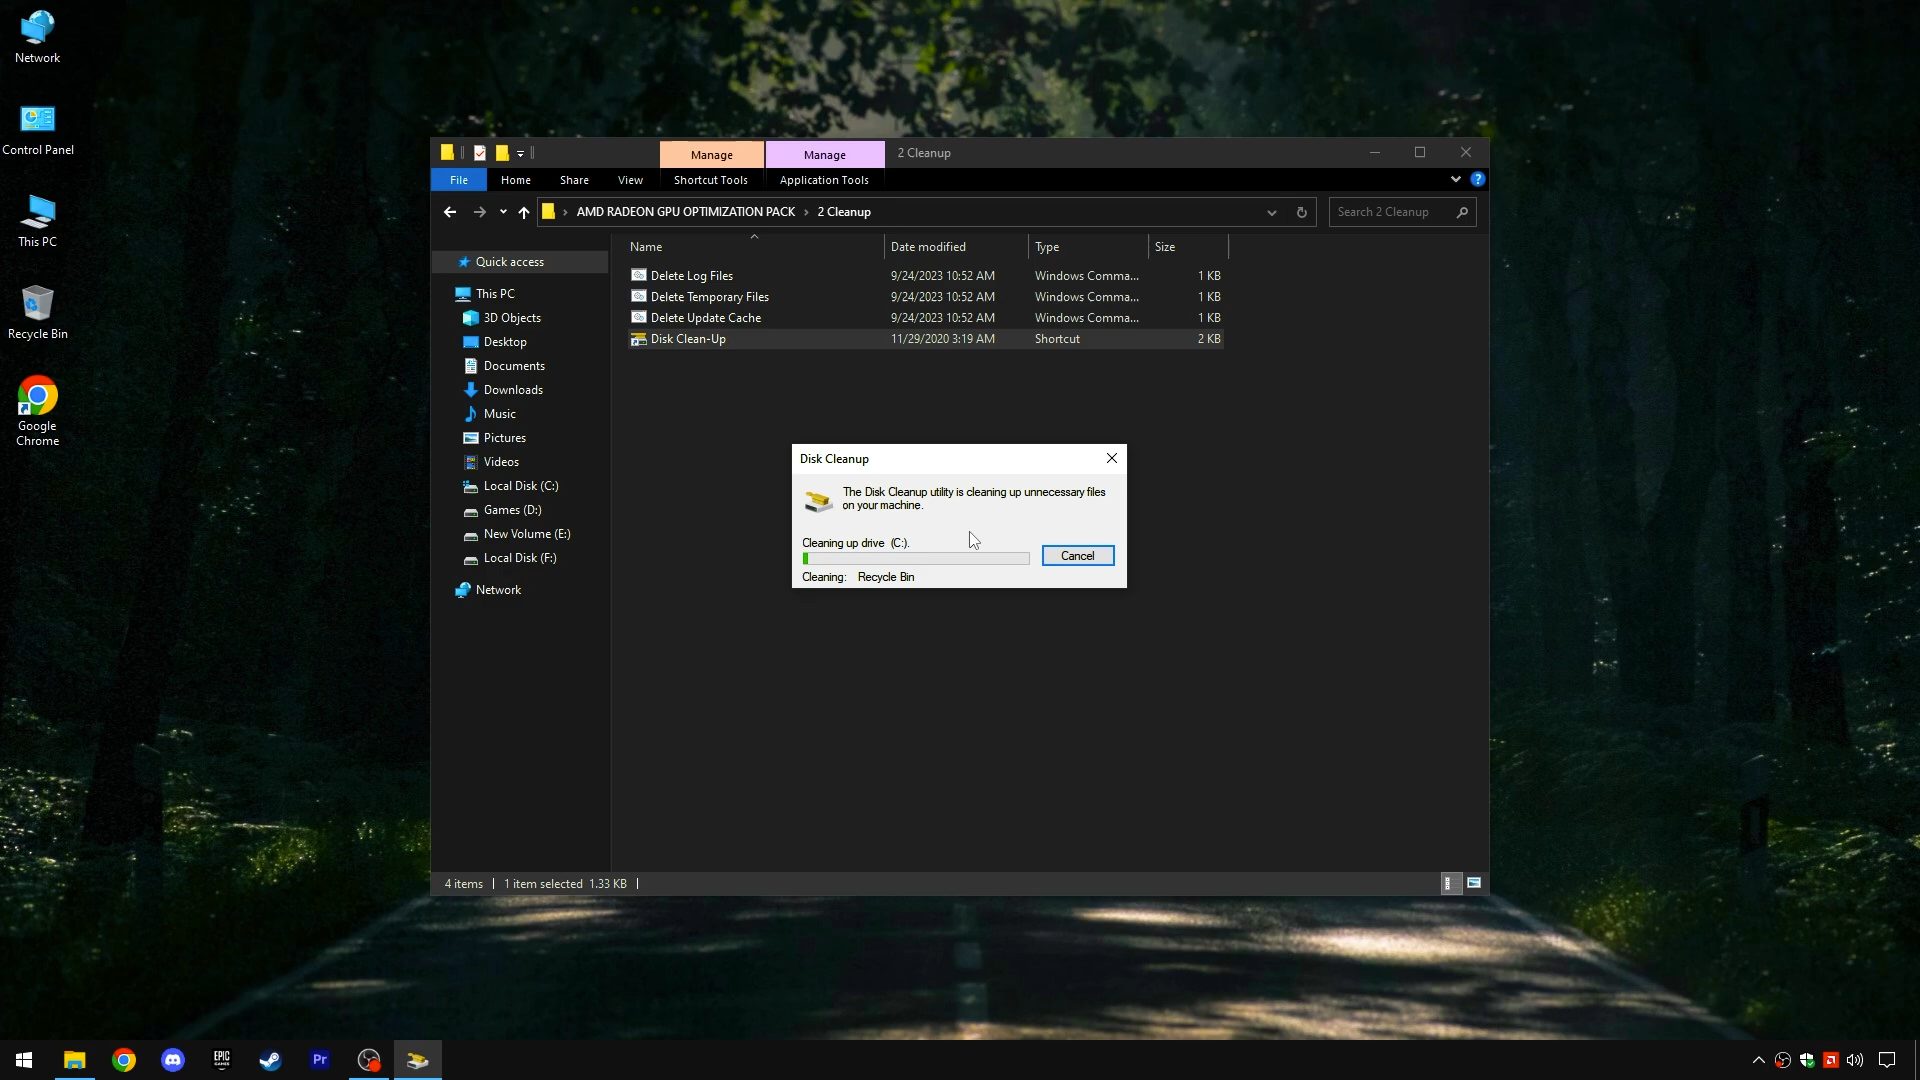 Network
Control Panel
This PC
Recycle Bin
Google
Chrome
Manage
Manage
2 Cleanup
File
Home
Share
View
Shortcut Tools
Application Tools
?
AMD RADEON GPU OPTIMIZATION PACK
2 Cleanup
Search 2 Cleanup
Name
Date modified
Type
Size
Quick access
This PC
3D Objects
Desktop
Documents
Downloads
Music
Pictures
Videos
Local Disk (C:)
Games (D:)
New Volume (E:)
Local Disk (F:)
Network
Delete Log Files 9/24/2023 10:52 AM Windows Comma... 1 KB
Delete Temporary Files 9/24/2023 10:52 AM Windows Comma... 1 KB
Delete Update Cache 9/24/2023 10:52 AM Windows Comma... 1 KB
Disk Clean-Up 11/29/2020 3:19 AM Shortcut 2 KB
Disk Cleanup
The Disk Cleanup utility is cleaning up unnecessary files
on your machine.
Cleaning up drive (C:).
Cancel
Cleaning: Recycle Bin
4 items
1 item selected 1.33 KB
EPIC
GAMES
Pr